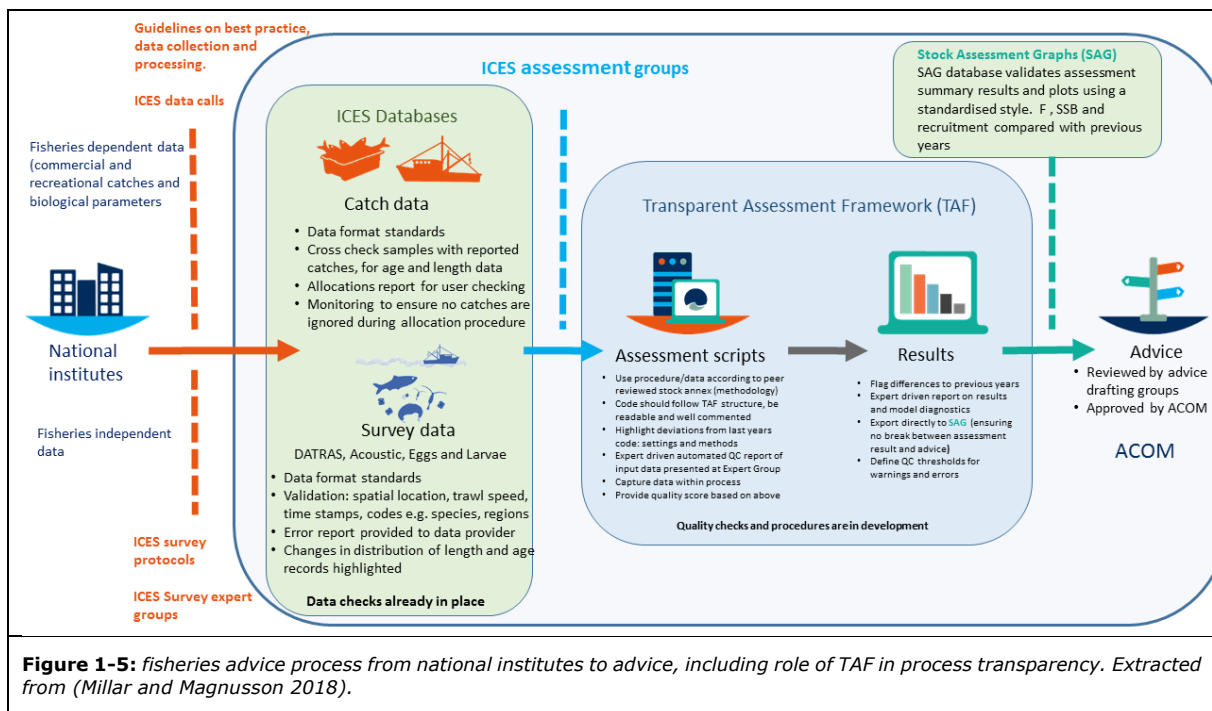 Guidelines on best practice,
data collection and
processing.
ICES data calls
Fisheries dependent data
(commercial and
recreational catches and
biological parameters
National
institutes
Fisheries independent
data
ICES survey
protocols
ICES Survey expert
groups
ICES assessment groups
ICES Databases
Catch data
• Data format standards
• Cross check samples with reported
catches, for age and length data
• Allocations report for user checking
• Monitoring to ensure no catches are
ignored during allocation procedure
Survey data
DATRAS, Acoustic, Eggs and Larvae
• Data format standards
• Validation: spatial location, trawl speed,
time stamps, codes e.g. species, regions
• Error report provided to data provider
• Changes in distribution of length and age
records highlighted
Data checks already in place
Transparent Assessment Framework (TAF)
Assessment scripts
• Use procedure/data according to peer
reviewed stock annex (methodology)
• Code should follow TAF structure, be
readable and well commented
• Highlight deviations from last years
code: settings and methods
• Expert driven automated QC report of
input data presented at Expert Group
• Capture data within process
• Provide quality score based on above
Results
• Flag differences to previous years
• Expert driven report on results
and model diagnostics
• Export directly to SAG (ensuring
no break between assessment
result and advice)
• Define QC thresholds for
warnings and errors
Quality checks and procedures are in development
Stock Assessment Graphs (SAG)
SAG database validates assessment
summary results and plots using a
standardised style. F , SSB and
recruitment compared with previous
years
Advice
• Reviewed by advice
drafting groups
• Approved by ACOM
ACOM
Figure 1-5: fisheries advice process from national institutes to advice, including role of TAF in process transparency. Extracted
from (Millar and Magnusson 2018).